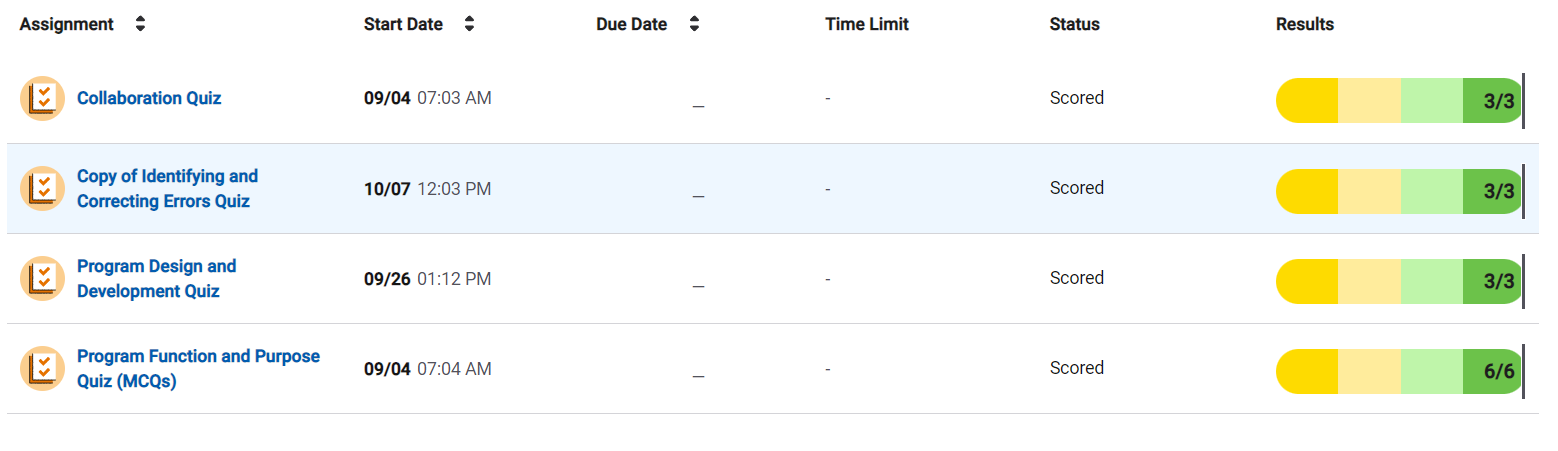 Assignment Start Date Due Date Time Limit Status Results
Collaboration Quiz 09/04 07:03 AM _ - Scored 3/3
Copy of Identifying and
Correcting Errors Quiz 10/07 12:03 PM _ - Scored 3/3
Program Design and
Development Quiz 09/26 01:12 PM _ - Scored 3/3
Program Function and Purpose
Quiz (MCQs) 09/04 07:04 AM _ - Scored 6/6